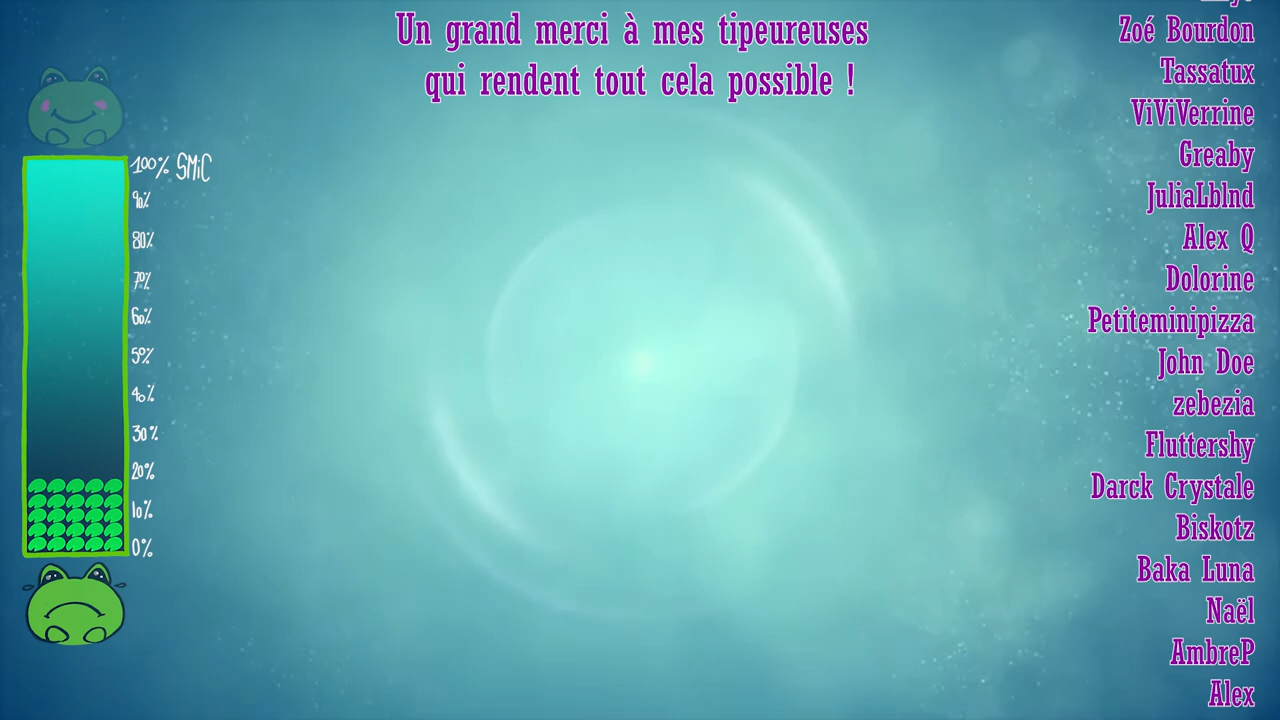 Un grand merci à mes tipeureuses
qui rendent tout cela possible !
100% SMiC
90%
80%
70%
60%
50%
40%
30%
20%
10%
0%
Zoé Bourdon
Tassatux
ViViVerrine
Greaby
JuliaLblnd
Alex Q
Dolorine
Petiteminipizza
John Doe
zebezia
Fluttershy
Darck Crystale
Biskotz
Baka Luna
Naël
AmbreP
Alex